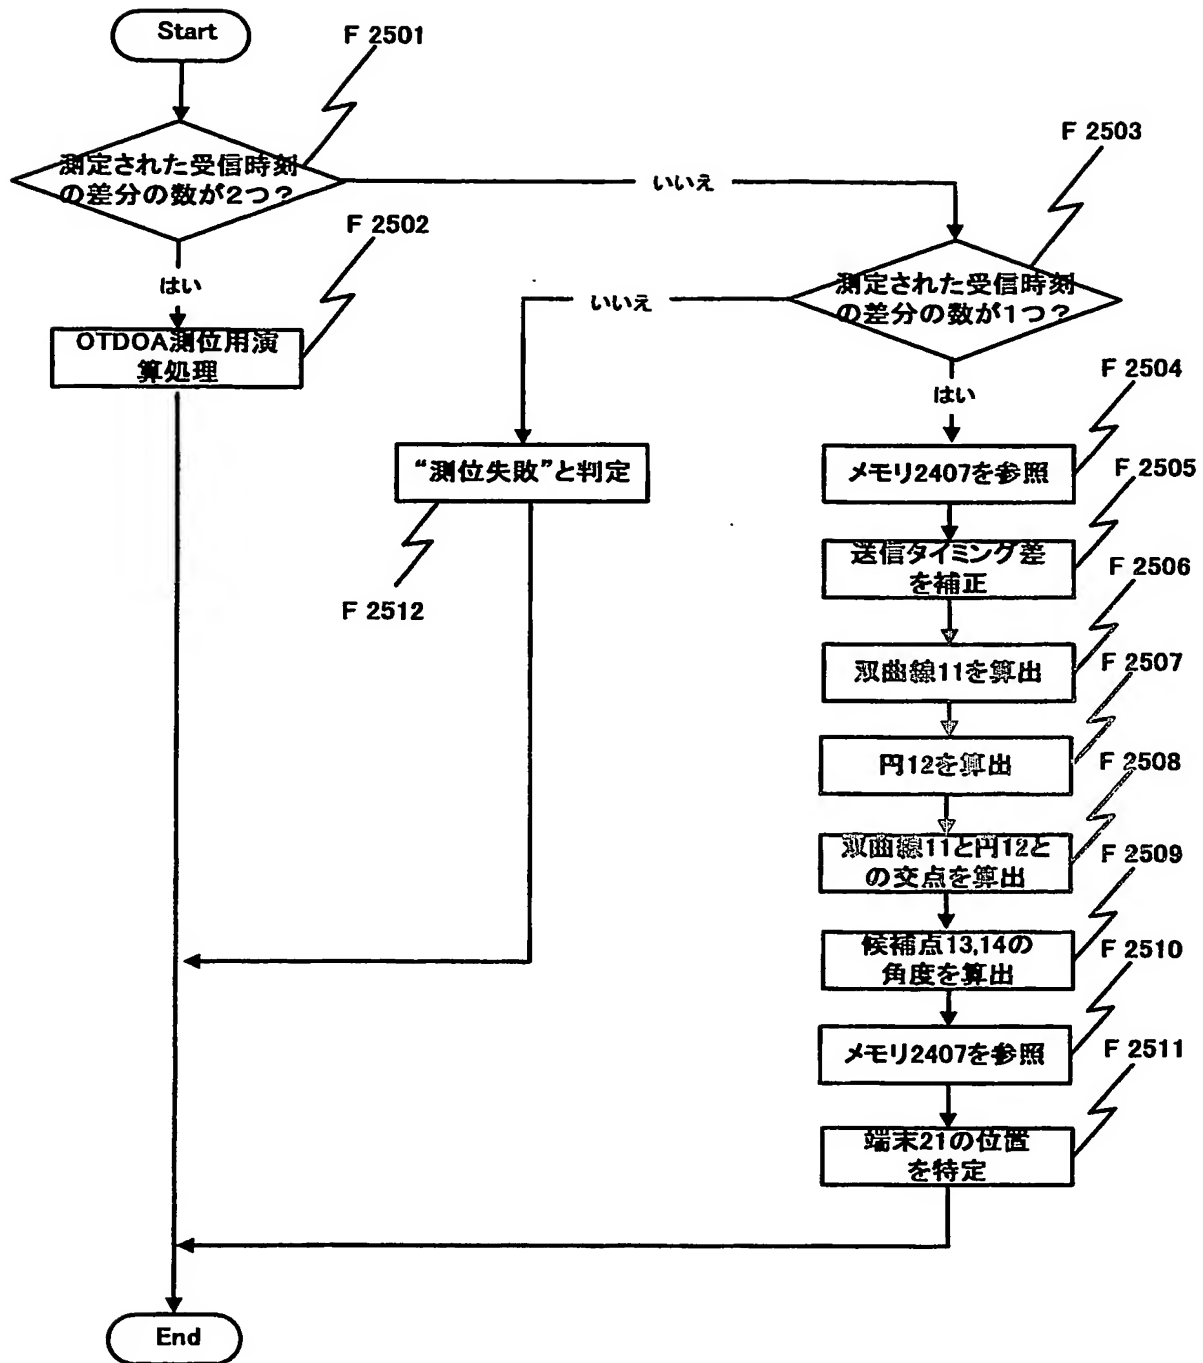 Start
F 2501
測定された受信時刻
の差分の数が2つ?
いいえ
F 2503
はい
F 2502
OTDOA測位用演
算処理
測定された受信時刻
の差分の数が1つ?
いいえ
はい
“測位失敗”と判定
F 2512
F 2504
メモリ2407を参照
F 2505
送信タイミング差
を補正
F 2506
双曲線11を算出
F 2507
円12を算出
F 2508
双曲線11と円12と
の交点を算出
F 2509
候補点13,14の
角度を算出
F 2510
メモリ2407を参照
F 2511
端末21の位置
を特定
End